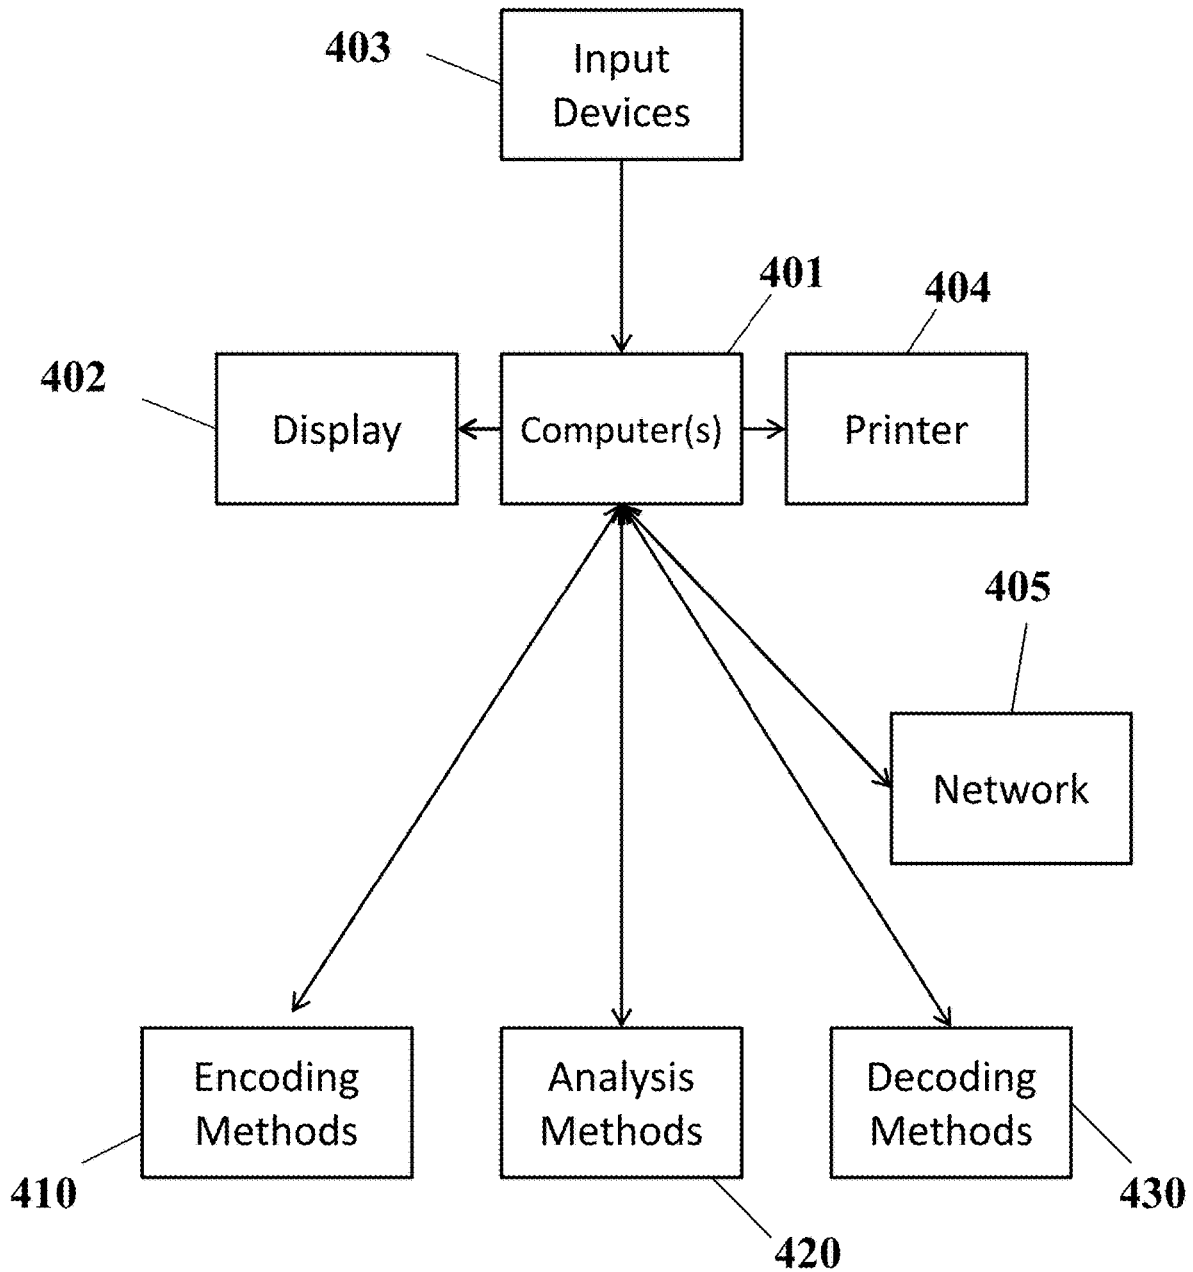 403
Input
Devices
401
404
402
Display
Computer(s)
Printer
405
Network
Encoding
Methods
Analysis
Methods
Decoding
Methods
410
430
420